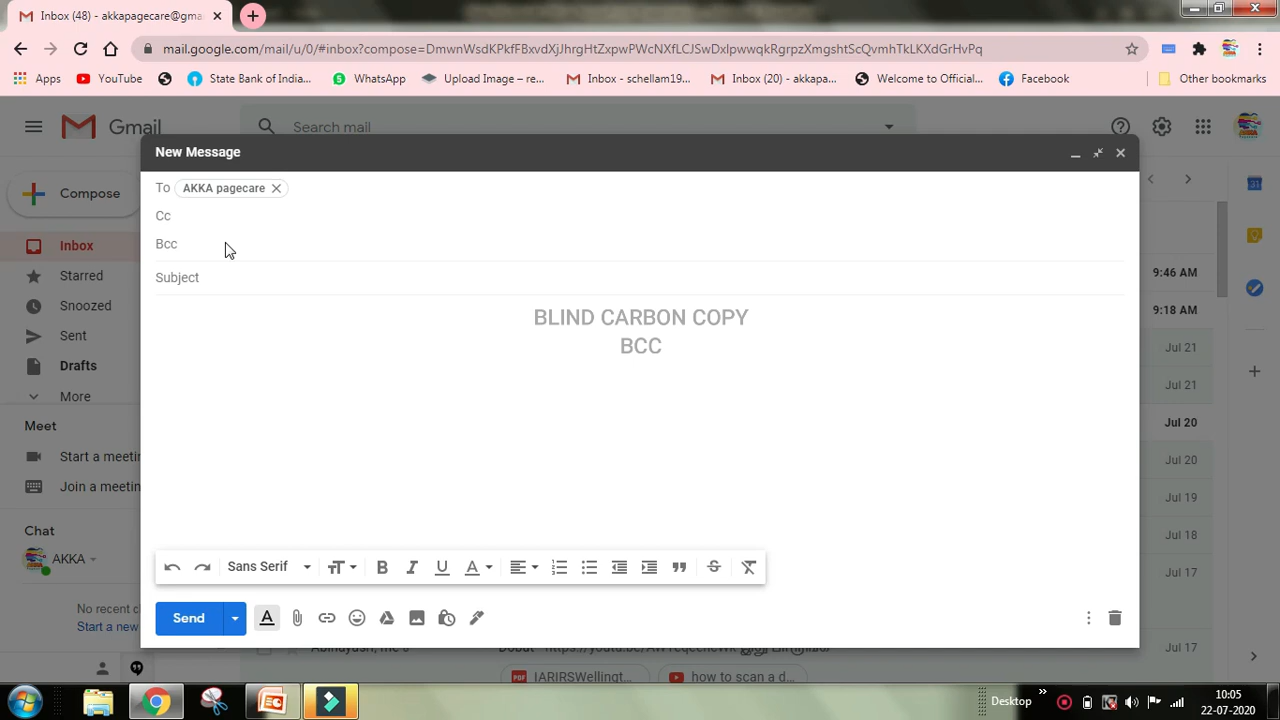 Inbox (48) - akkapagecare@gma
mail.google.com/mail/u/0/#inbox?compose=DmwnWsdKPkfFBxvdXjJhrgHtZxpwPWcNXfLCJSwDxlpwwqkRgrpzXmgshtScQvmhTkLKXdGrHvPq
Apps YouTube State Bank of India... WhatsApp Upload Image – re... Inbox - schellam19... Inbox (20) - akkapa... Welcome to Official... Facebook Other bookmarks
Gmail Search mail
New Message
Compose
To AKKA pagecare
Cc
Bcc
Inbox
Starred
Subject
Snoozed
Sent
Drafts
More
BLIND CARBON COPY
BCC
9:46 AM
9:18 AM
Jul 21
Jul 21
Jul 20
Jul 20
Jul 19
Jul 18
Jul 17
Jul 17
Meet
Start a meetin
Join a meetin
Chat
AKKA
No recent c
Start a new
Sans Serif
Send
IARIRSWellingt...
how to scan a d...
Desktop
10:05
22-07-2020